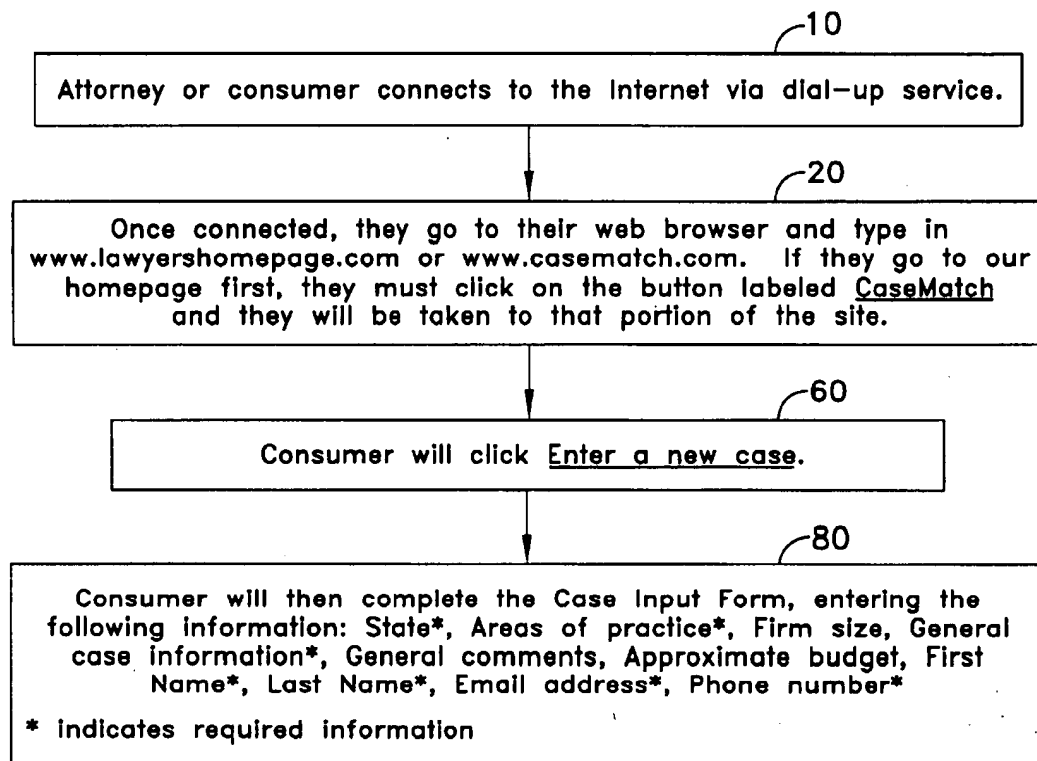 10
Attorney or consumer connects to the Internet via dial-up service.
20
Once connected, they go to their web browser and type in
www.lawyershomepage.com or www.casematch.com. If they go to our
homepage first, they must click on the button labeled CaseMatch
and they will be taken to that portion of the site.
60
Consumer will click Enter a new case.
80
Consumer will then complete the Case Input Form, entering the
following information: State*, Areas of practice*, Firm size, General
case information*, General comments, Approximate budget, First
Name*, Last Name*, Email address*, Phone number*
* indicates required information